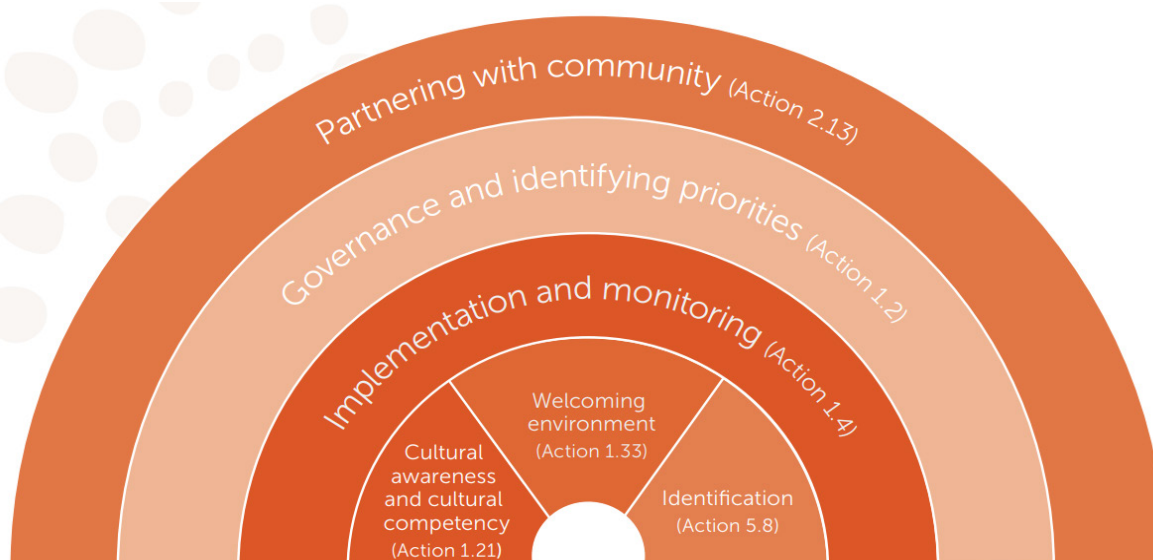 Partnering with community (Action 2.13)
Governance and identifying priorities (Action 1.2)
Implementation and monitoring (Action 1.4)
Cultural
awareness
and cultural
competency
(Action 1.21)
Welcoming
environment
(Action 1.33)
Identification
(Action 5.8)